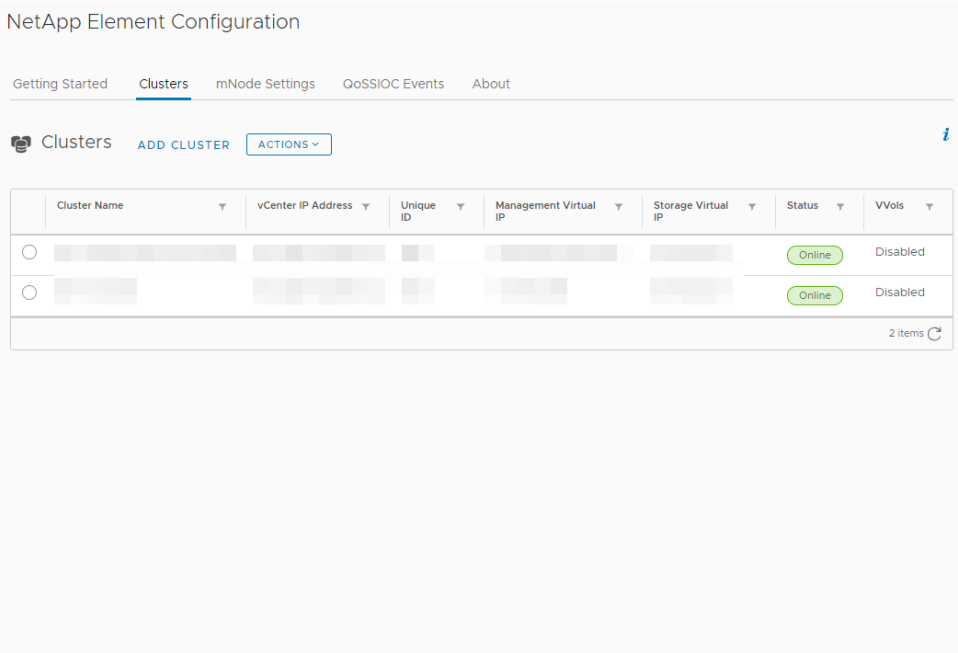 NetApp Element Configuration
Getting Started Clusters mNode Settings QoSSIOC Events About
Clusters ADD CLUSTER ACTIONS
i
Cluster Name vCenter IP Address Unique ID Management Virtual IP Storage Virtual IP Status VVols
Online Disabled
Online Disabled
2 items